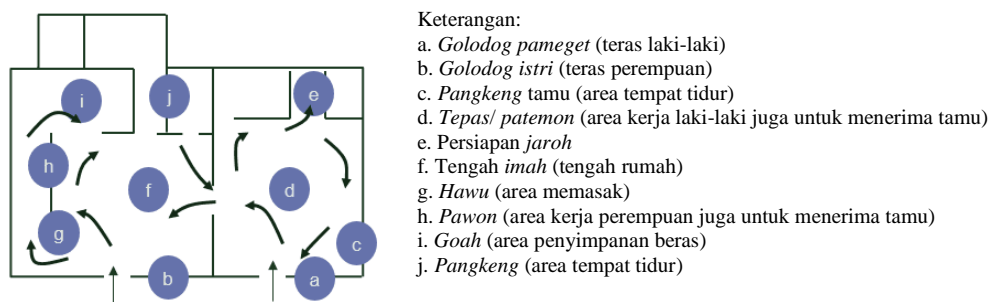 i
j
e
h
f
d
g
c
b
a
Keterangan:
a. Golodog pameget (teras laki-laki)
b. Golodog istri (teras perempuan)
c. Pangkeng tamu (area tempat tidur)
d. Tepas/ patemon (area kerja laki-laki juga untuk menerima tamu)
e. Persiapan jaroh
f. Tengah imah (tengah rumah)
g. Hawu (area memasak)
h. Pawon (area kerja perempuan juga untuk menerima tamu)
i. Goah (area penyimpanan beras)
j. Pangkeng (area tempat tidur)